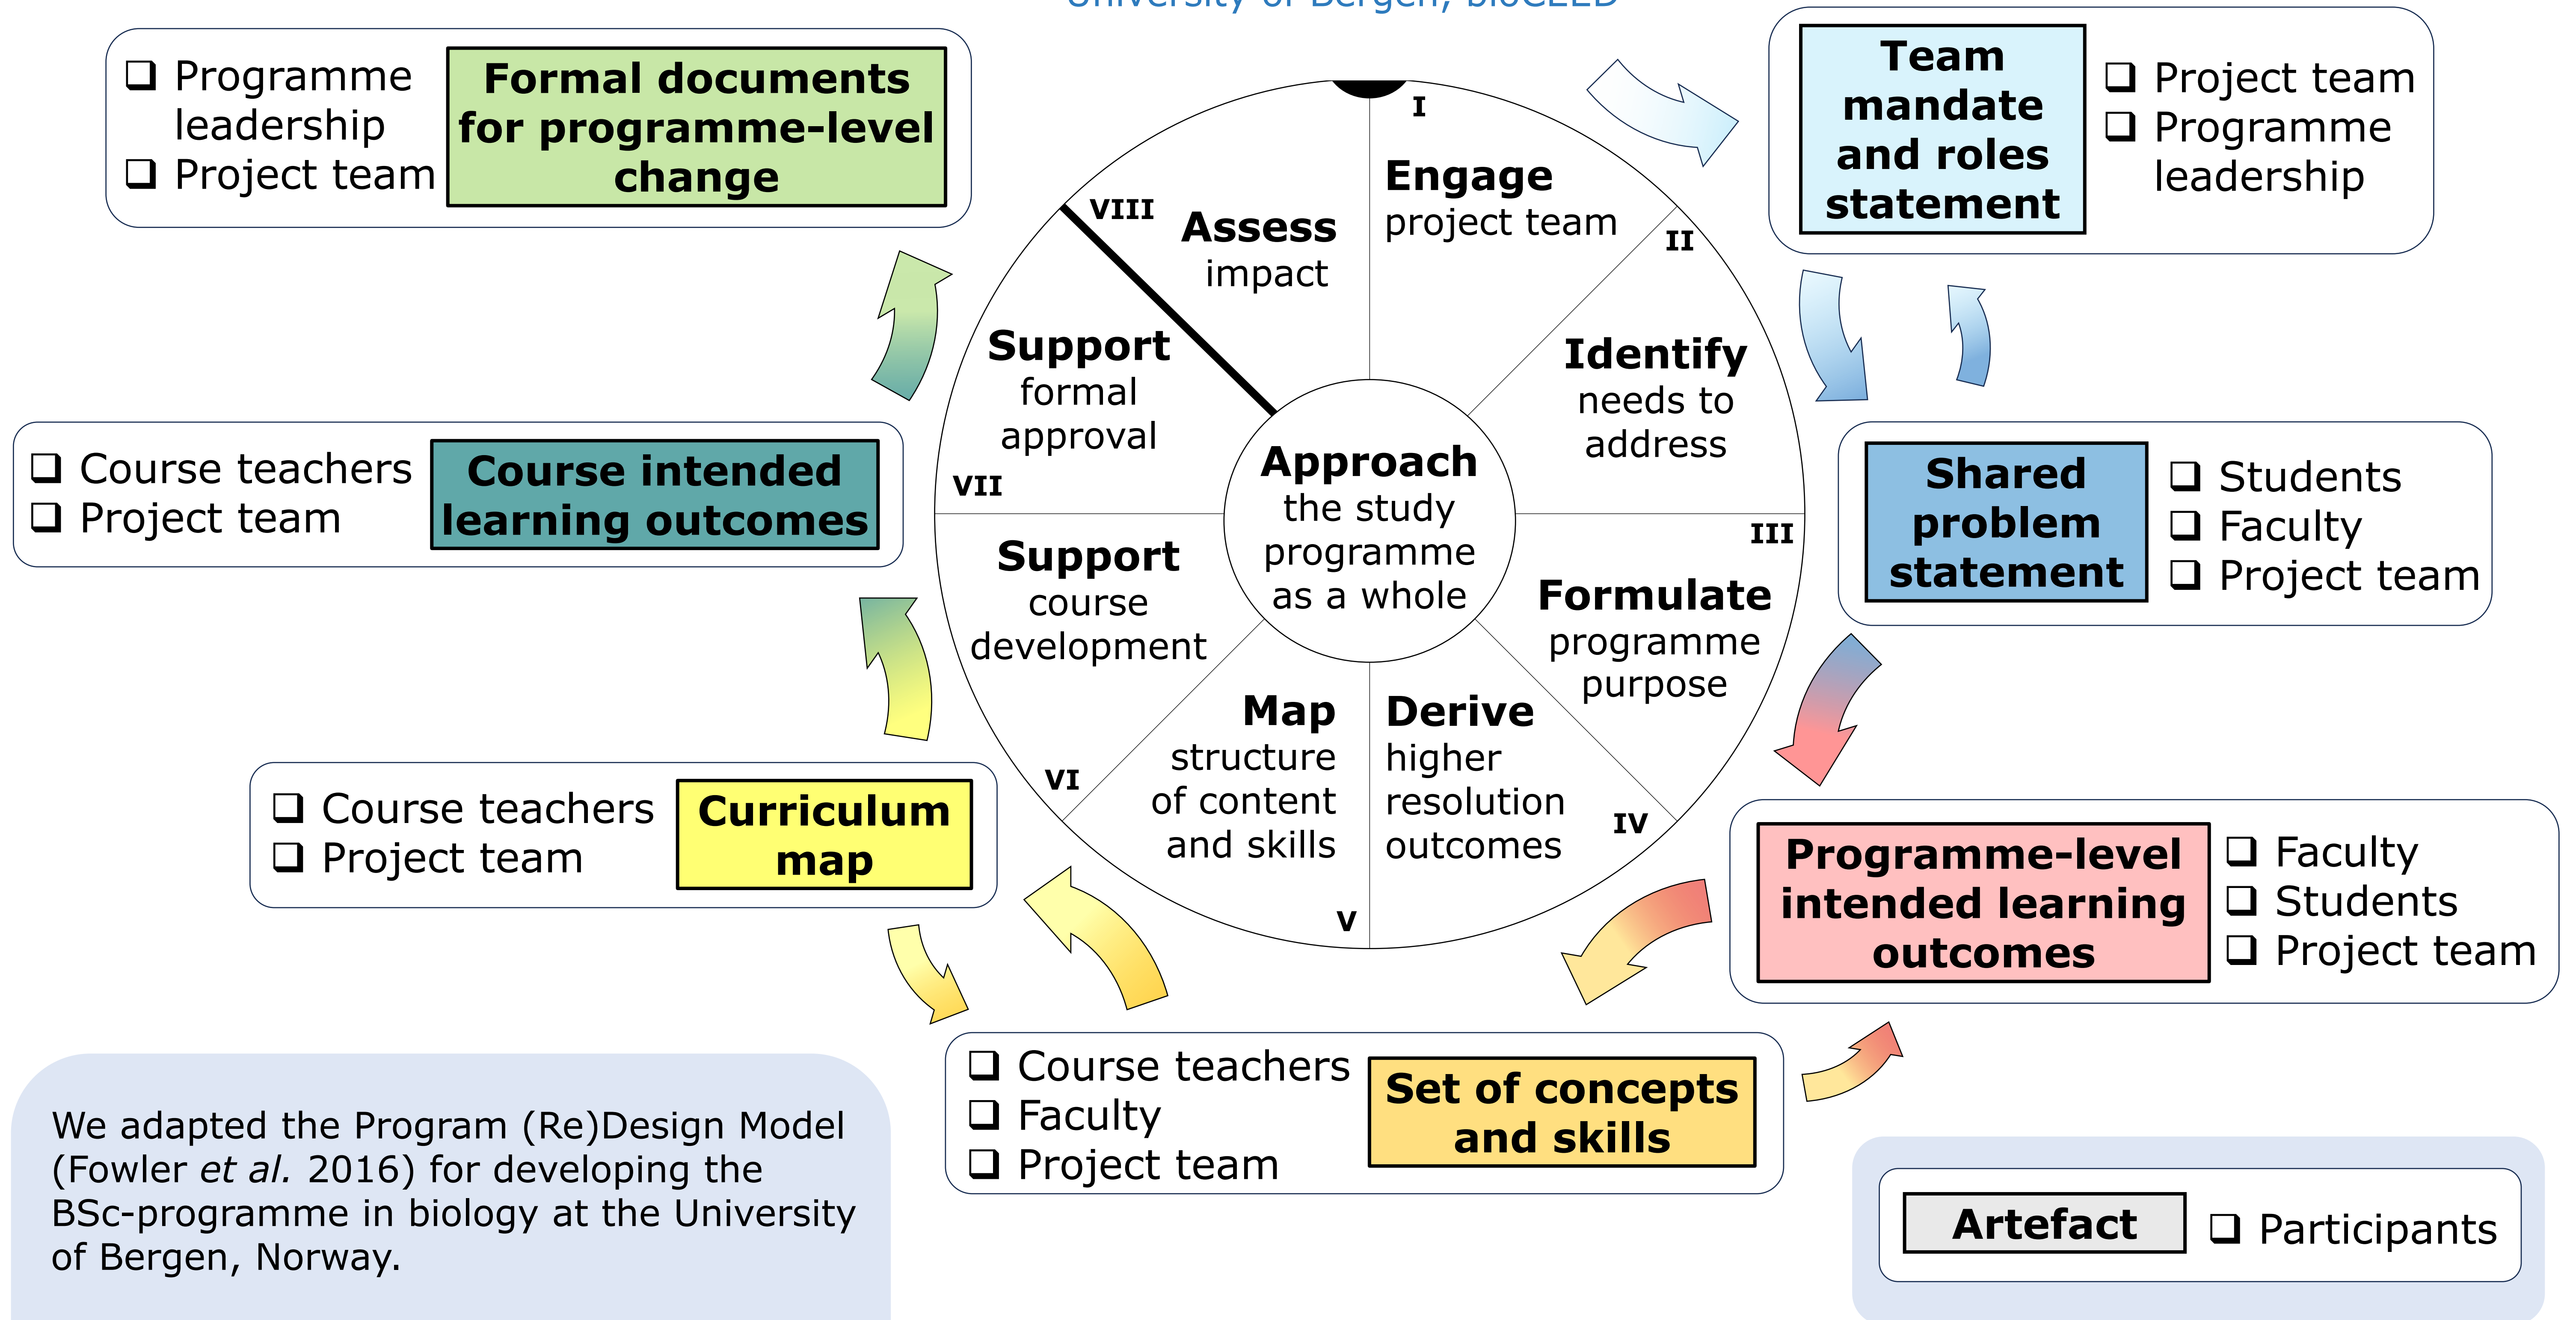 University of Bergen, bioCEED
Programme
leadership
Project team
Formal documents
for programme-level
change
Team
mandate
and roles
statement
Project team
Programme
leadership
I
Engage
project team
II
Identify
needs to
address
III
Formulate
programme
purpose
IV
Derive
higher
resolution
outcomes
V
Map
structure
of content
and skills
VI
Support
course
development
VII
Support
formal
approval
VIII
Assess
impact
Approach
the study
programme
as a whole
Shared
problem
statement
Students
Faculty
Project team
Programme-level
intended learning
outcomes
Faculty
Students
Project team
Course teachers
Faculty
Project team
Set of concepts
and skills
Course teachers
Project team
Curriculum
map
Course teachers
Project team
Course intended
learning outcomes
We adapted the Program (Re)Design Model
(Fowler et al. 2016) for developing the
BSc-programme in biology at the University
of Bergen, Norway.
Artefact
Participants